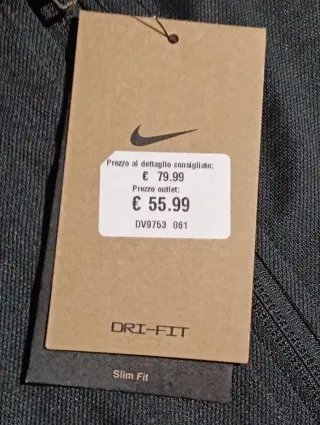 Prezzo al dettaglio consigliato:
€ 79.99
Prezzo outlet:
€ 55.99
DV9753 061
DRI-FIT
Slim Fit